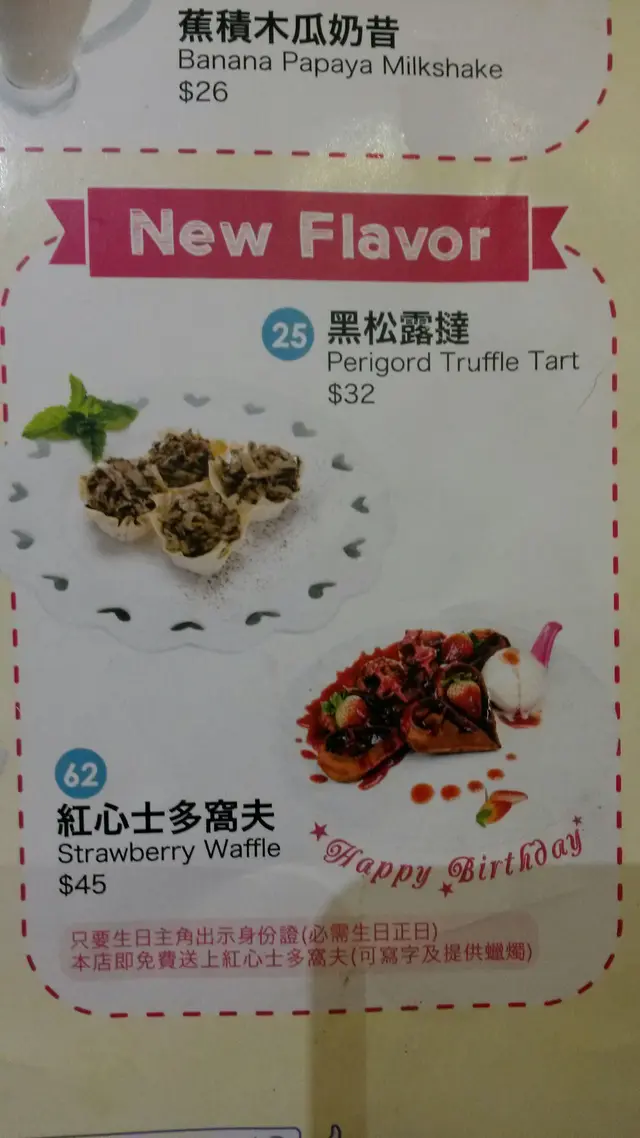 蕉積木瓜奶昔
Banana Papaya Milkshake
$26
New Flavor
25
黑松露撻
Perigord Truffle Tart
$32
62
紅心士多窩夫
Strawberry Waffle
$45
Happy Birthday
只要生日主角出示身份證(必需生日正日)
本店即免費送上紅心士多窩夫(可寫字及提供蠟燭)